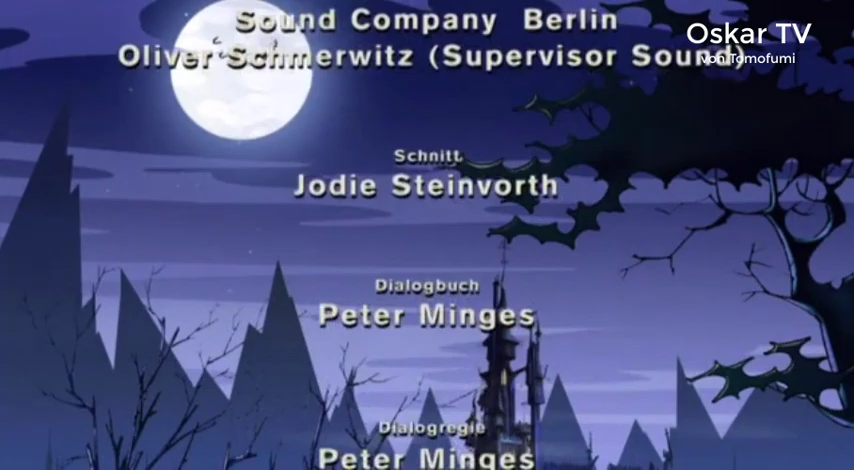 Sound Company Berlin
Oliver Schmerwitz (Supervisor Sound)
Oskar TV
von Tomofumi
Schnitt
Jodie Steinvorth
Dialogbuch
Peter Minges
Dialogregie
Peter Minges